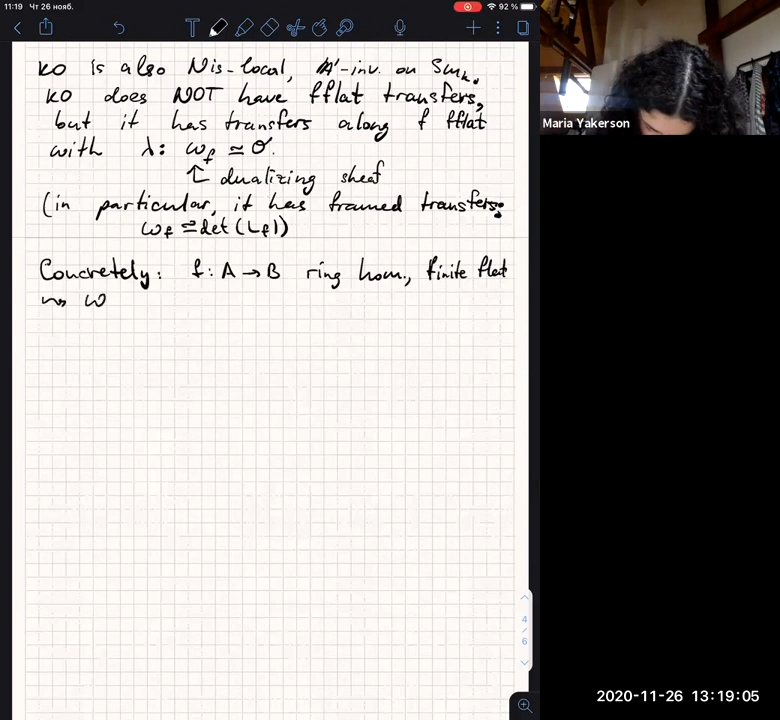 11:19 Чт 26 нояб.
92 %
KO is also Nis-local, A¹-inv. on Smₖ.
KO does NOT have fflat transfers,
but it has transfers along f fflat
with λ: ω_f ≃ O.
↑ dualizing sheaf
(in particular, it has framed transfers:
ω_f ≃ det(L_f))
Concretely: f: A → B ring hom., finite flat
⇝ ω
4
/
6
Maria Yakerson
2020-11-26 13:19:05